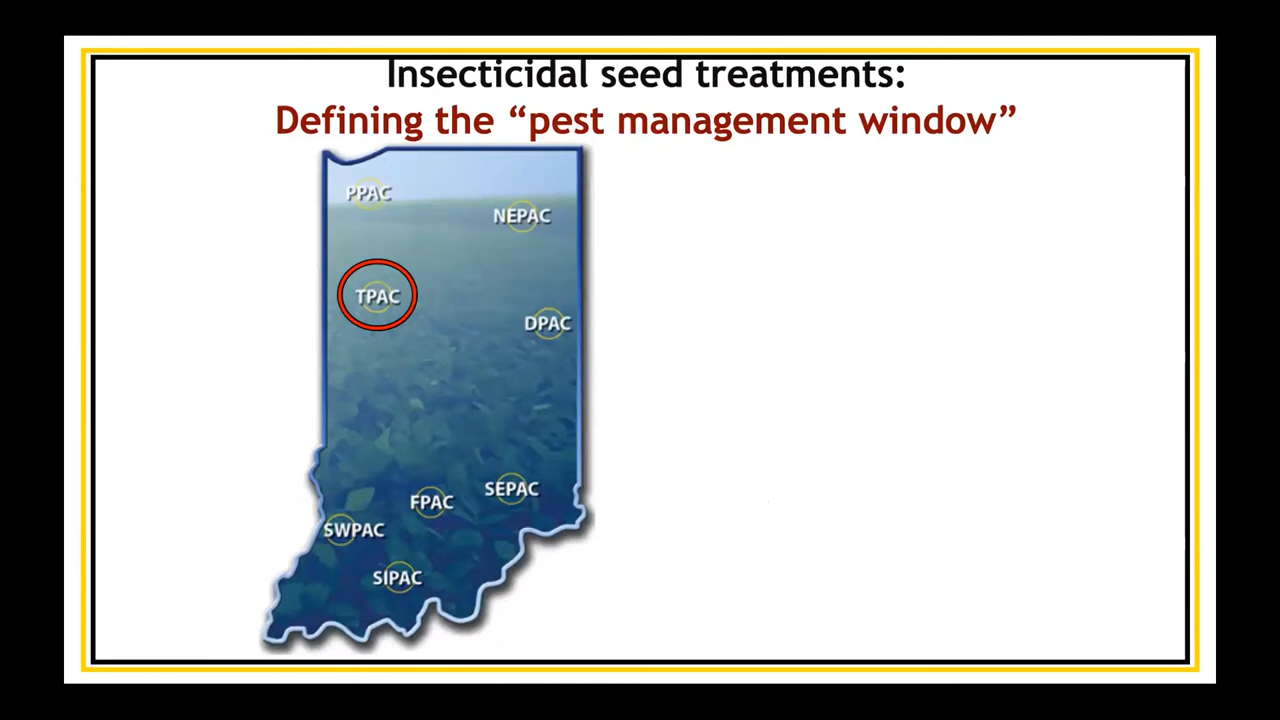 Insecticidal seed treatments:
Defining the “pest management window”
PPAC
NEPAC
TPAC
DPAC
SEPAC
FPAC
SWPAC
SIPAC